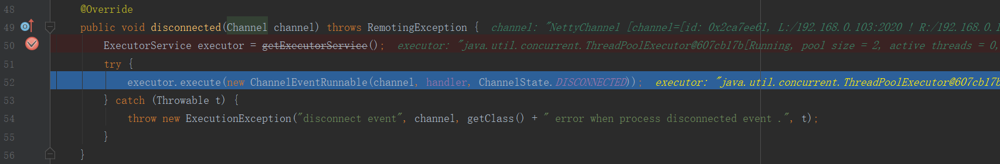 48 @Override
49 public void disconnected(Channel channel) throws RemotingException { channel: "NettyChannel [channel=[id: 0x2ca7ee61, L:/192.168.0.103:2020 ! R:/192.168.0.1
50 ExecutorService executor = getExecutorService(); executor: "java.util.concurrent.ThreadPoolExecutor@607cb17b[Running, pool size = 2, active threads = 0,
51 try {
52 executor.execute(new ChannelEventRunnable(channel, handler, ChannelState.DISCONNECTED)); executor: "java.util.concurrent.ThreadPoolExecutor@607cb17b
53 } catch (Throwable t) {
54 throw new ExecutionException("disconnect event", channel, getClass() + " error when process disconnected event .", t);
55 }
56 }